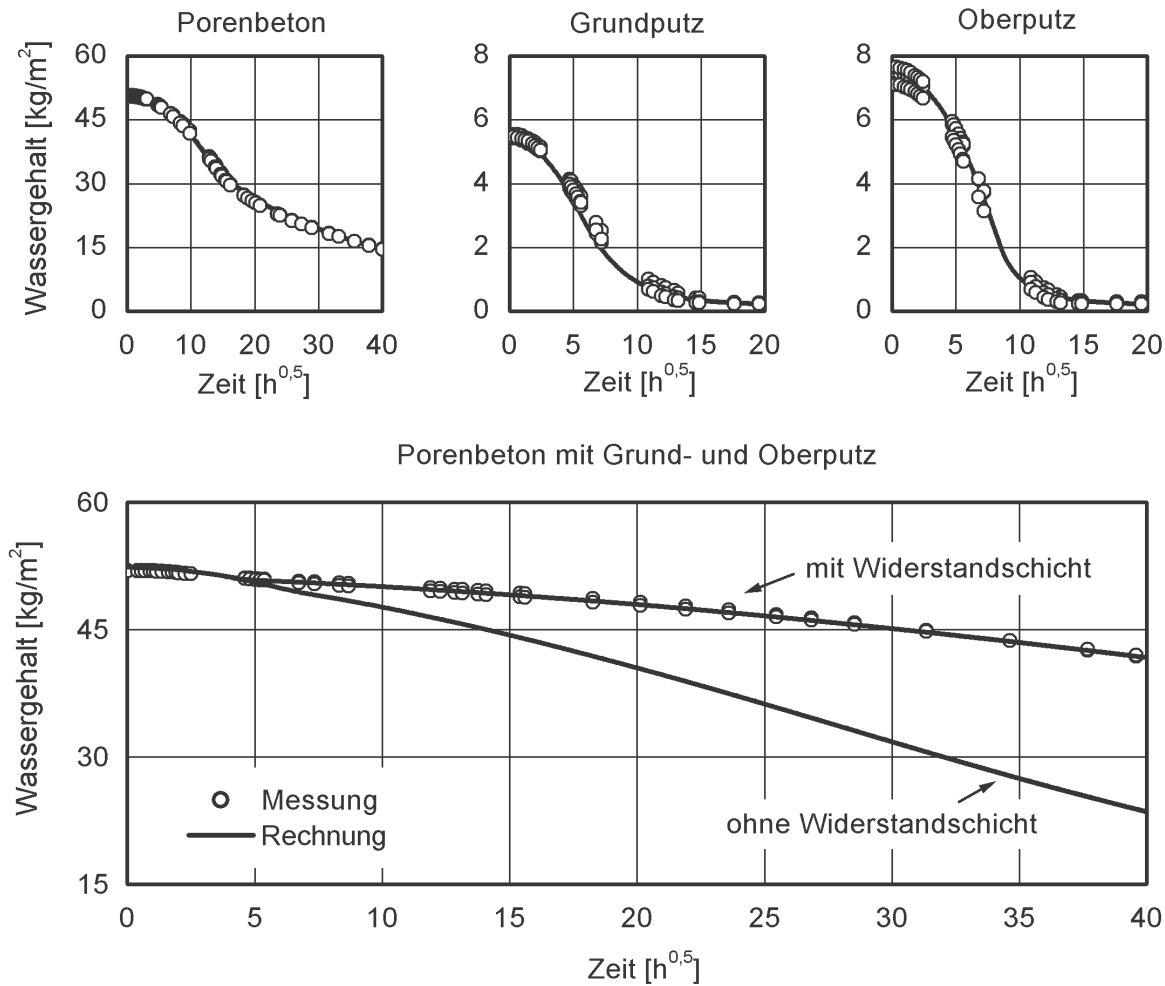 Porenbeton
Grundputz
Oberputz
Wassergehalt [kg/m²]
60
45
30
15
0
0 10 20 30 40
Zeit [h⁰,⁵]
8
6
4
2
0
0 5 10 15 20
Zeit [h⁰,⁵]
8
6
4
2
0
0 5 10 15 20
Zeit [h⁰,⁵]
Porenbeton mit Grund- und Oberputz
Wassergehalt [kg/m²]
60
45
30
15
mit Widerstandschicht
ohne Widerstandschicht
Messung
Rechnung
0 5 10 15 20 25 30 35 40
Zeit [h⁰,⁵]